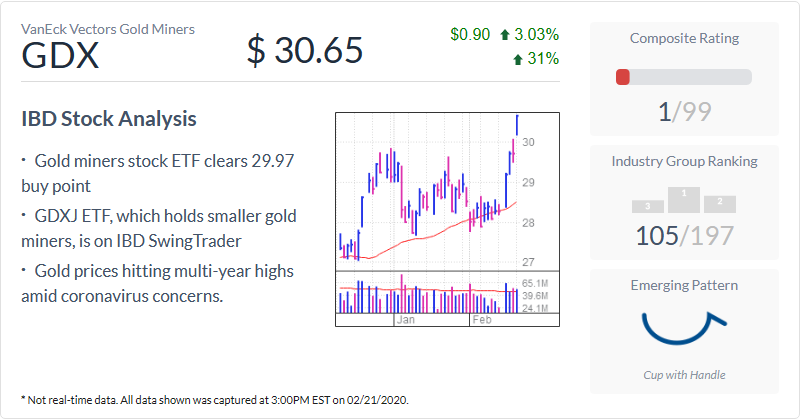 VanEck Vectors Gold Miners
GDX
$ 30.65
$0.90 3.03%
31%
IBD Stock Analysis
· Gold miners stock ETF clears 29.97
buy point
· GDXJ ETF, which holds smaller gold
miners, is on IBD SwingTrader
· Gold prices hitting multi-year highs
amid coronavirus concerns.
30
29
28
27
65.1M
39.6M
24.1M
Jan Feb
Composite Rating
1/99
Industry Group Ranking
3 1 2
105/197
Emerging Pattern
Cup with Handle
* Not real-time data. All data shown was captured at 3:00PM EST on 02/21/2020.